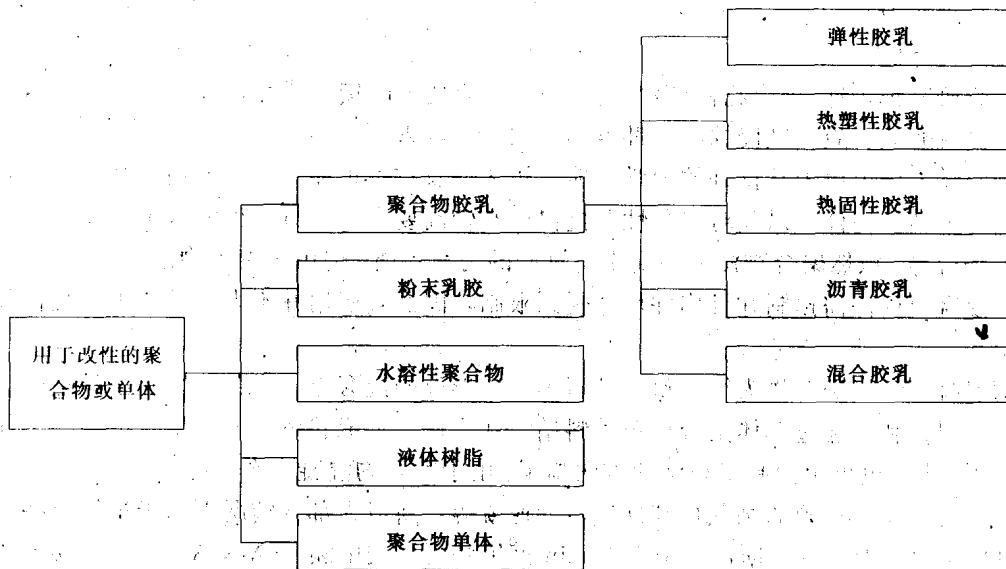 弹性胶乳
热塑性胶乳
聚合物胶乳
热固性胶乳
粉末乳胶
沥青胶乳
用于改性的聚
合物或单体
水溶性聚合物
混合胶乳
液体树脂
聚合物单体